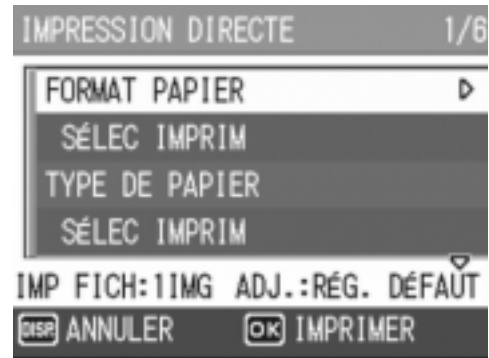 IMPRESSION DIRECTE 1/6
FORMAT PAPIER
SÉLEC IMPRIM
TYPE DE PAPIER
SÉLEC IMPRIM
IMP FICH:1IMG ADJ.:RÉG. DÉFAUT
DISP. ANNULER OK IMPRIMER